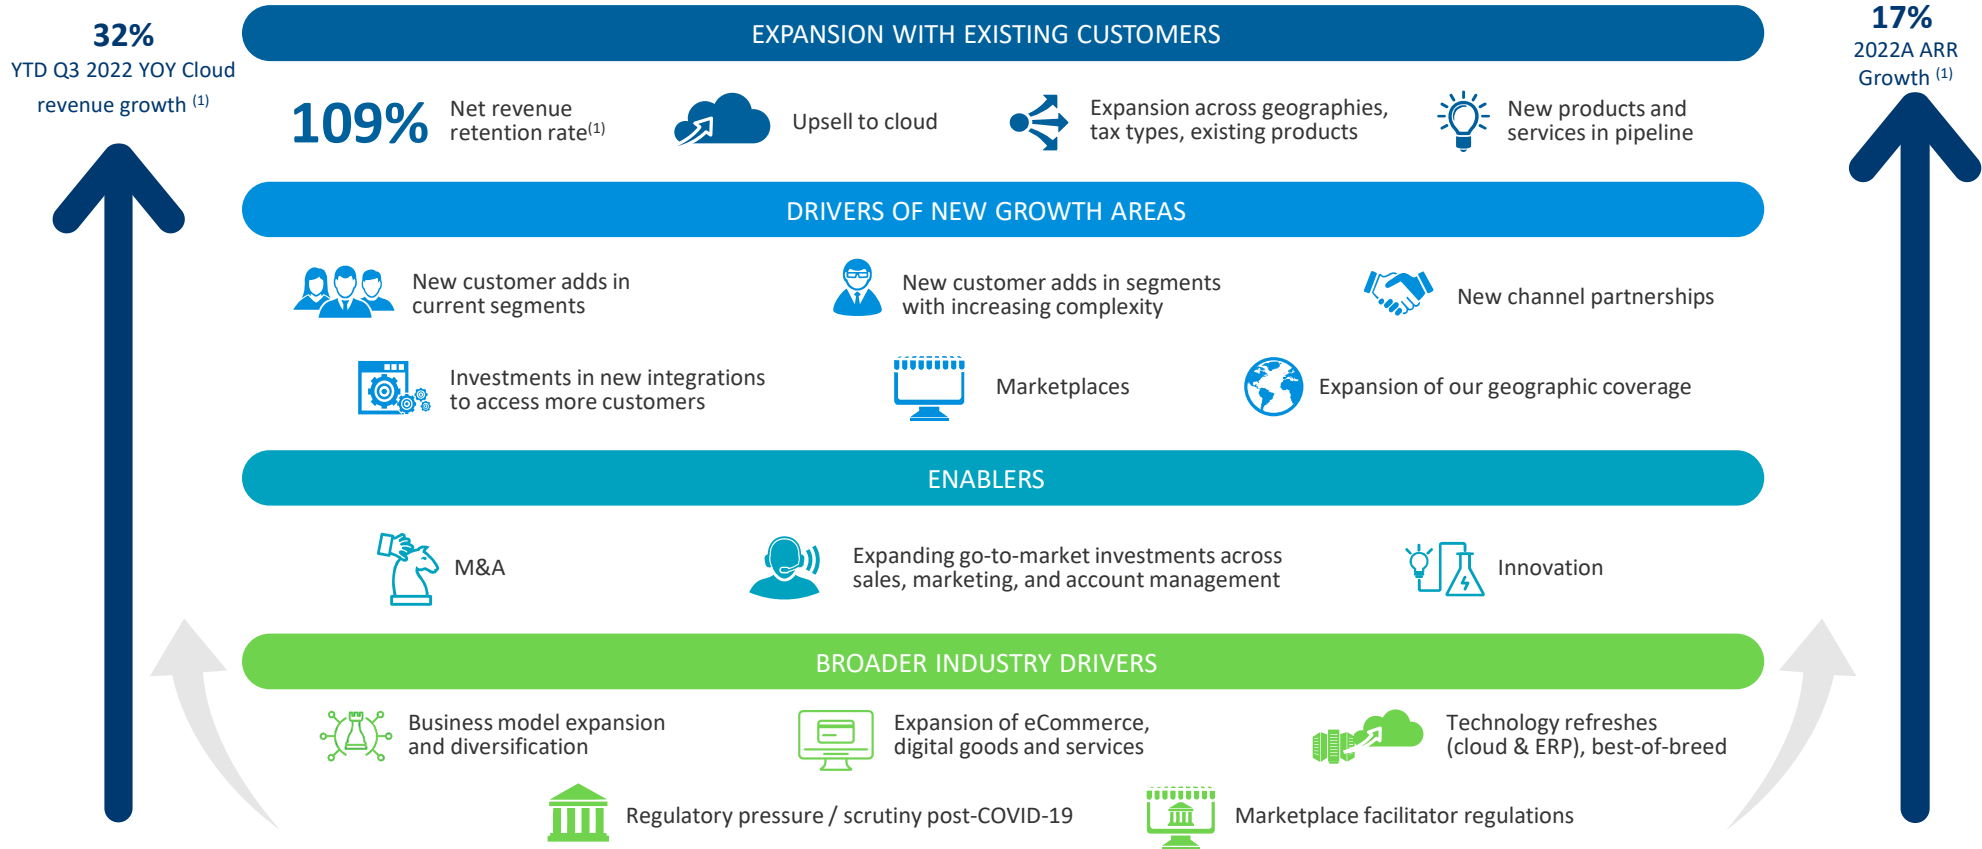 32%
YTD Q3 2022 YOY Cloud
revenue growth (1)
17%
2022A ARR
Growth (1)
EXPANSION WITH EXISTING CUSTOMERS
109%
Net revenue
retention rate(1)
Upsell to cloud
Expansion across geographies,
tax types, existing products
New products and
services in pipeline
DRIVERS OF NEW GROWTH AREAS
New customer adds in
current segments
New customer adds in segments
with increasing complexity
New channel partnerships
Investments in new integrations
to access more customers
Marketplaces
Expansion of our geographic coverage
ENABLERS
M&A
Expanding go-to-market investments across
sales, marketing, and account management
Innovation
BROADER INDUSTRY DRIVERS
Business model expansion
and diversification
Expansion of eCommerce,
digital goods and services
Technology refreshes
(cloud & ERP), best-of-breed
Regulatory pressure / scrutiny post-COVID-19
Marketplace facilitator regulations